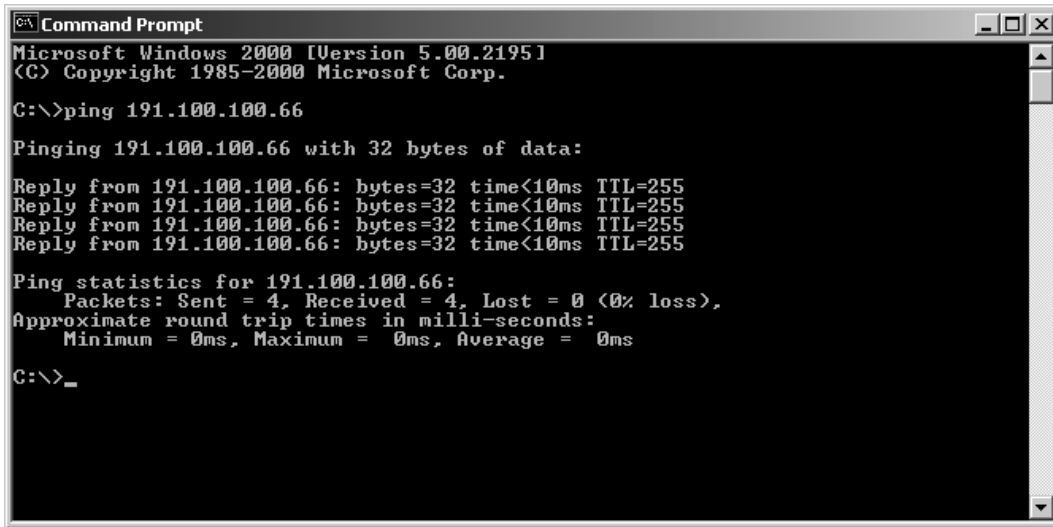 Command Prompt
Microsoft Windows 2000 [Version 5.00.2195]
(C) Copyright 1985-2000 Microsoft Corp.
C:\>ping 191.100.100.66
Pinging 191.100.100.66 with 32 bytes of data:
Reply from 191.100.100.66: bytes=32 time<10ms TTL=255
Reply from 191.100.100.66: bytes=32 time<10ms TTL=255
Reply from 191.100.100.66: bytes=32 time<10ms TTL=255
Reply from 191.100.100.66: bytes=32 time<10ms TTL=255
Ping statistics for 191.100.100.66:
    Packets: Sent = 4, Received = 4, Lost = 0 (0% loss),
Approximate round trip times in milli-seconds:
    Minimum = 0ms, Maximum =  0ms, Average =  0ms
C:\>_